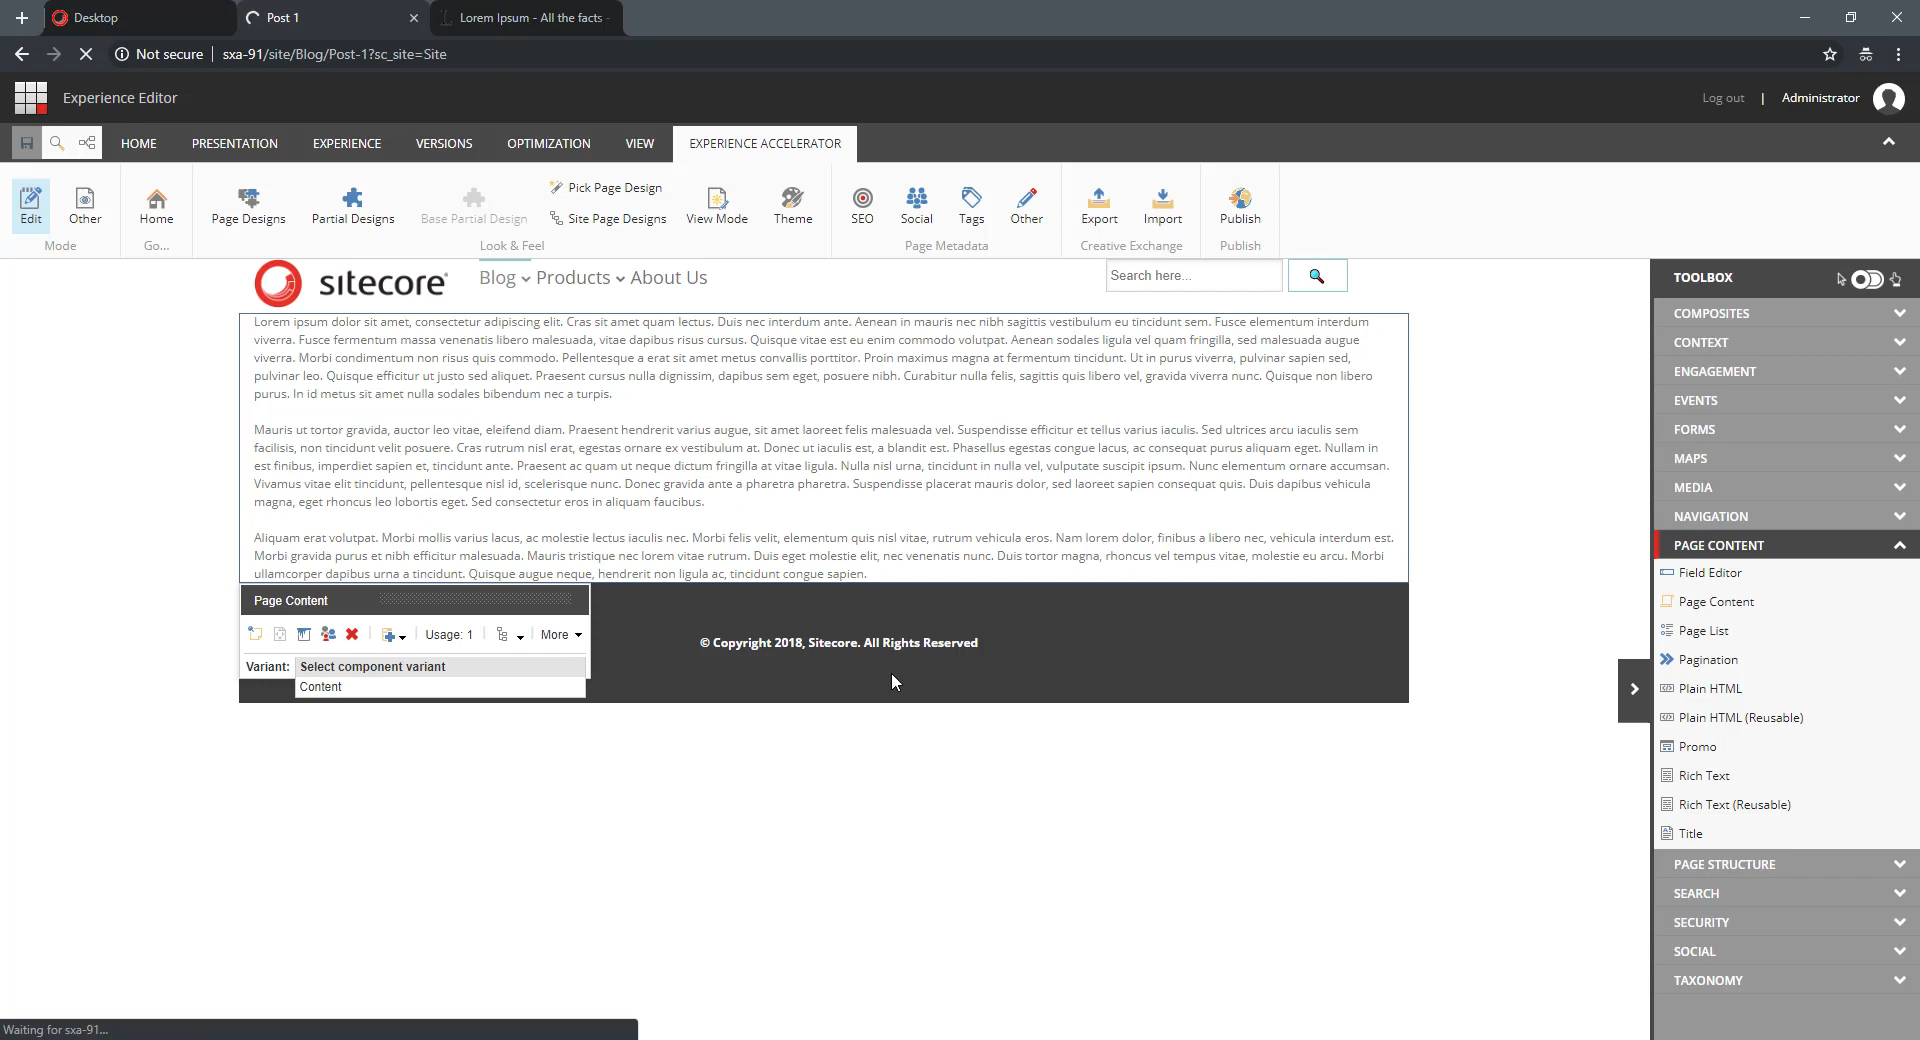 Desktop
Post 1
Lorem Ipsum - All the facts -
Not secure
sxa-91/site/Blog/Post-1?sc_site=Site
Experience Editor
Log out | Administrator
HOME
PRESENTATION
EXPERIENCE
VERSIONS
OPTIMIZATION
VIEW
EXPERIENCE ACCELERATOR
Edit
Other
Mode
Home
Go...
Page Designs
Partial Designs
Base Partial Design
Pick Page Design
Site Page Designs
View Mode
Theme
Look & Feel
SEO
Social
Tags
Other
Page Metadata
Export
Import
Creative Exchange
Publish
Publish
sitecore
Blog
Products
About Us
Search here...
Lorem ipsum dolor sit amet, consectetur adipiscing elit. Cras sit amet quam lectus. Duis nec interdum ante. Aenean in mauris nec nibh sagittis vestibulum eu tincidunt sem. Fusce elementum interdum
viverra. Fusce fermentum massa venenatis libero malesuada, vitae dapibus risus cursus. Quisque vitae est eu enim commodo volutpat. Aenean sodales ligula vel quam fringilla, sed malesuada augue
viverra. Morbi condimentum non risus quis commodo. Pellentesque a erat sit amet metus convallis porttitor. Proin maximus magna at fermentum tincidunt. Ut in purus viverra, pulvinar sapien sed,
pulvinar leo. Quisque efficitur ut justo sed aliquet. Praesent cursus nulla dignissim, dapibus sem eget, posuere nibh. Curabitur nulla felis, sagittis quis libero vel, gravida viverra nunc. Quisque non libero
purus. In id metus sit amet nulla sodales bibendum nec a turpis.
Mauris ut tortor gravida, auctor leo vitae, eleifend diam. Praesent hendrerit varius augue, sit amet laoreet felis malesuada vel. Suspendisse efficitur et tellus varius iaculis. Sed ultrices arcu iaculis sem
facilisis, non tincidunt velit posuere. Cras rutrum nisl erat, egestas ornare ex vestibulum at. Donec ut iaculis est, a blandit est. Phasellus egestas congue lacus, ac consequat purus aliquam eget. Nullam in
est finibus, imperdiet sapien et, tincidunt ante. Praesent ac quam ut neque dictum fringilla at vitae ligula. Nulla nisl urna, tincidunt in nulla vel, vulputate suscipit ipsum. Nunc elementum ornare accumsan.
Vivamus vitae elit tincidunt, pellentesque nisl id, scelerisque nunc. Donec gravida ante a pharetra pharetra. Suspendisse placerat mauris dolor, sed laoreet sapien consequat quis. Duis dapibus vehicula
magna, eget rhoncus leo lobortis eget. Sed consectetur eros in aliquam faucibus.
Aliquam erat volutpat. Morbi mollis varius lacus, ac molestie lectus iaculis nec. Morbi felis velit, elementum quis nisl vitae, rutrum vehicula eros. Nam lorem dolor, finibus a libero nec, vehicula interdum est.
Morbi gravida purus et nibh efficitur malesuada. Mauris tristique nec lorem vitae rutrum. Duis eget molestie elit, nec venenatis nunc. Duis tortor magna, rhoncus vel tempus vitae, molestie eu arcu. Morbi
ullamcorper dapibus urna a tincidunt. Quisque augue neque, hendrerit non ligula ac, tincidunt congue sapien.
Page Content
Usage: 1
More
Variant:
Select component variant
Content
© Copyright 2018, Sitecore. All Rights Reserved
TOOLBOX
COMPOSITES
CONTEXT
ENGAGEMENT
EVENTS
FORMS
MAPS
MEDIA
NAVIGATION
PAGE CONTENT
Field Editor
Page Content
Page List
Pagination
Plain HTML
Plain HTML (Reusable)
Promo
Rich Text
Rich Text (Reusable)
Title
PAGE STRUCTURE
SEARCH
SECURITY
SOCIAL
TAXONOMY
Waiting for sxa-91...